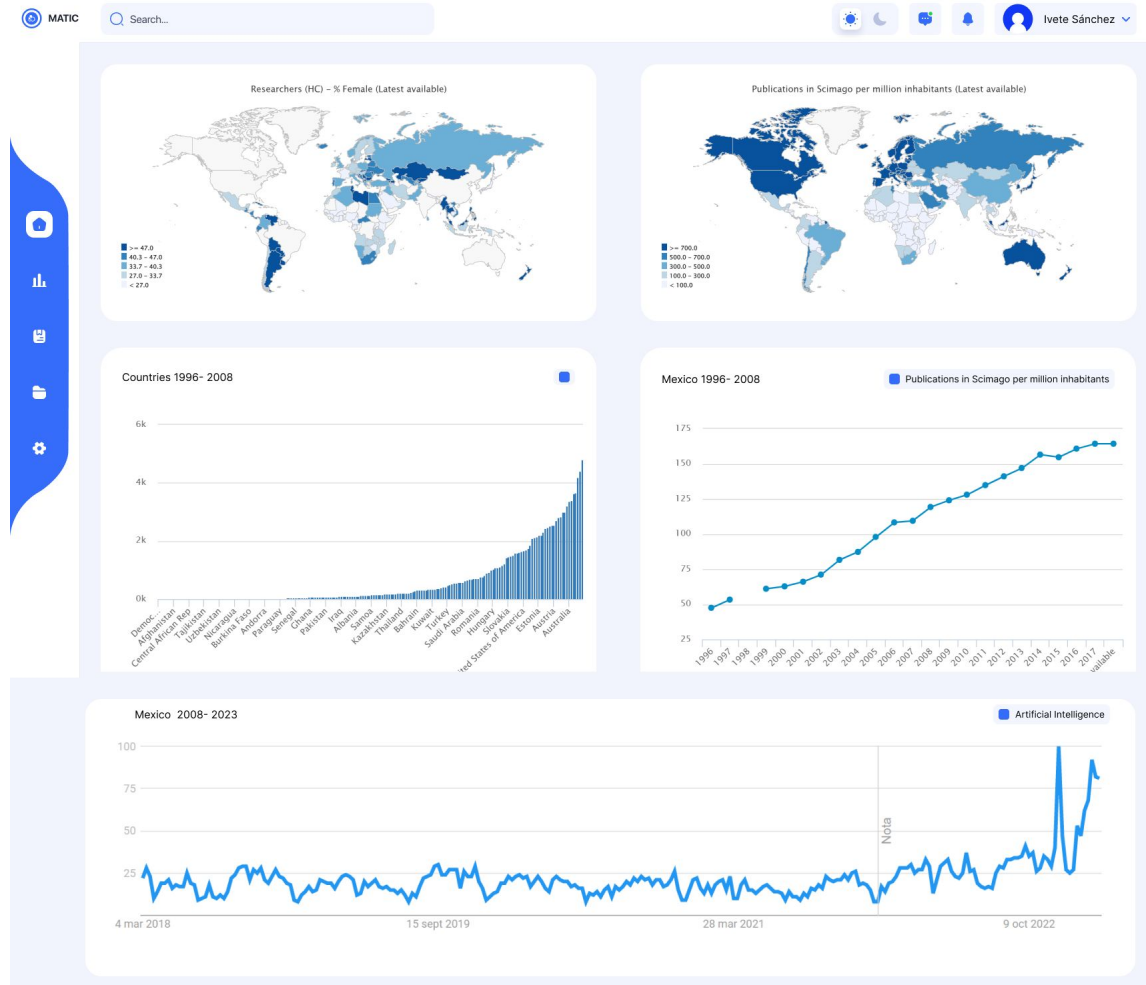 MATIC
Search...
Ivete Sánchez
Researchers (HC) – % Female (Latest available)
>= 47.0
40.3 – 47.0
33.7 – 40.3
27.0 – 33.7
< 27.0
Publications in Scimago per million inhabitants (Latest available)
>= 700.0
500.0 – 700.0
300.0 – 500.0
100.0 – 300.0
< 100.0
Countries 1996- 2008
6k
4k
2k
0k
Democ...
Afghanistan
Central African Rep
Tajikistan
Uzbekistan
Nicaragua
Burkina Faso
Andorra
Paraguay
Senegal
Ghana
Pakistan
Iraq
Albania
Samoa
Kazakhstan
Thailand
Bahrain
Kuwait
Turkey
Saudi Arabia
Romania
Hungary
Slovakia
ted States of America
Estonia
Austria
Australia
Mexico 1996- 2008
Publications in Scimago per million inhabitants
175
150
125
100
75
50
25
1996
1997
1998
1999
2000
2001
2002
2003
2004
2005
2006
2007
2008
2009
2010
2011
2012
2013
2014
2015
2016
2017
vailable
Mexico 2008- 2023
Artificial Intelligence
100
75
50
25
Nota
4 mar 2018
15 sept 2019
28 mar 2021
9 oct 2022